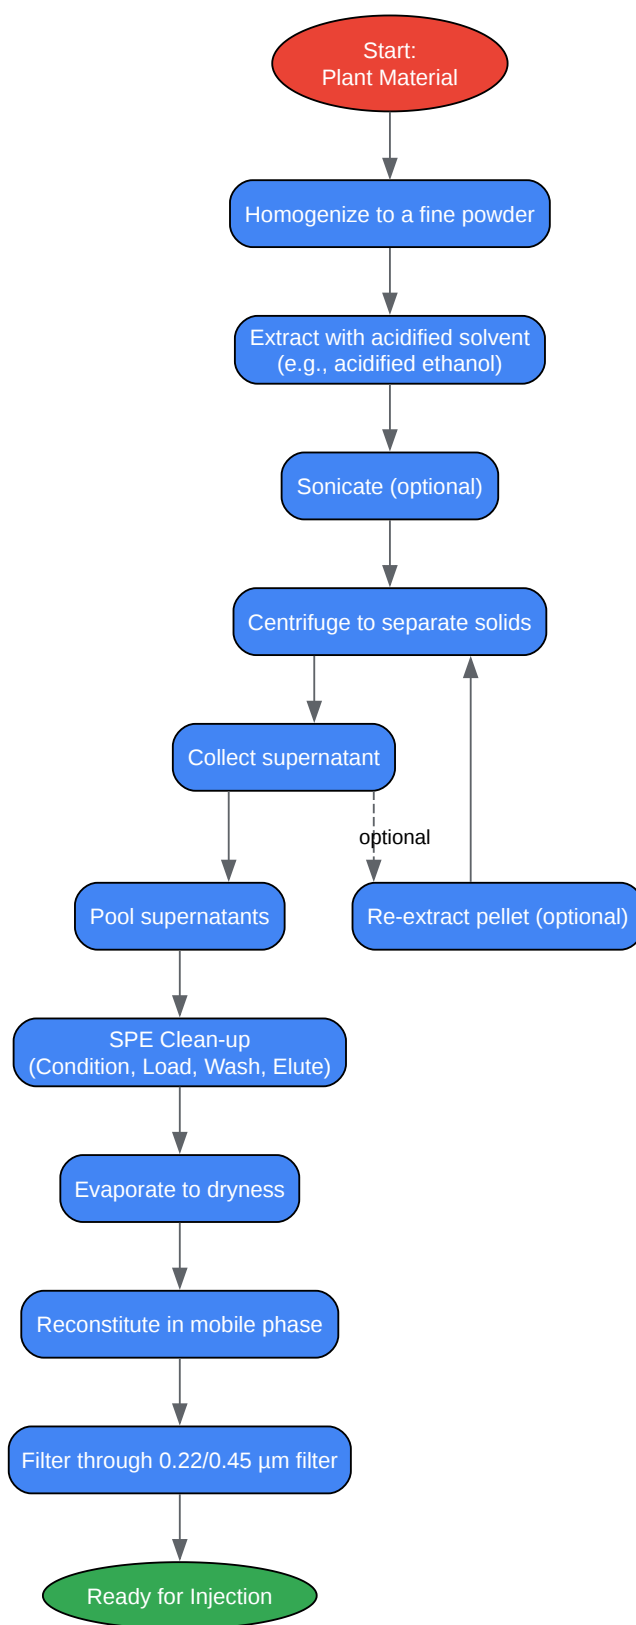 Start:
Plant Material
Homogenize to a fine powder
Extract with acidified solvent
(e.g., acidified ethanol)
Sonicate (optional)
Centrifuge to separate solids
Collect supernatant
optional
Pool supernatants
Re-extract pellet (optional)
SPE Clean-up
(Condition, Load, Wash, Elute)
Evaporate to dryness
Reconstitute in mobile phase
Filter through 0.22/0.45 µm filter
Ready for Injection